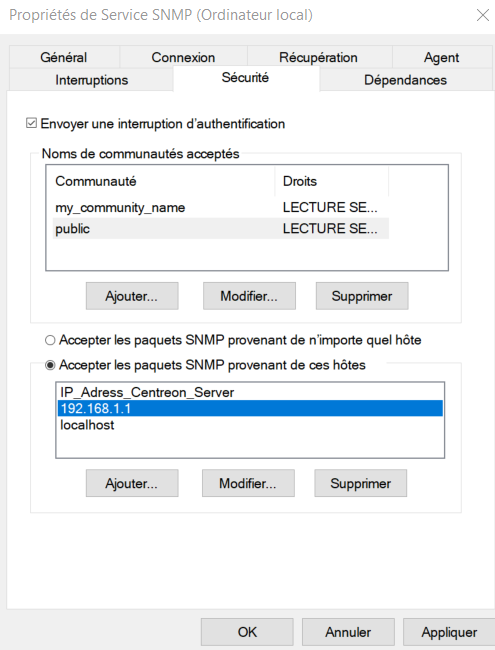 Propriétés de Service SNMP (Ordinateur local)
Général Connexion Récupération Agent
Interruptions Sécurité Dépendances
Envoyer une interruption d'authentification
Noms de communautés acceptés
Communauté Droits
my_community_name LECTURE SE...
public LECTURE SE...
Ajouter... Modifier... Supprimer
Accepter les paquets SNMP provenant de n'importe quel hôte
Accepter les paquets SNMP provenant de ces hôtes
IP_Adress_Centreon_Server
192.168.1.1
localhost
Ajouter... Modifier... Supprimer
OK Annuler Appliquer